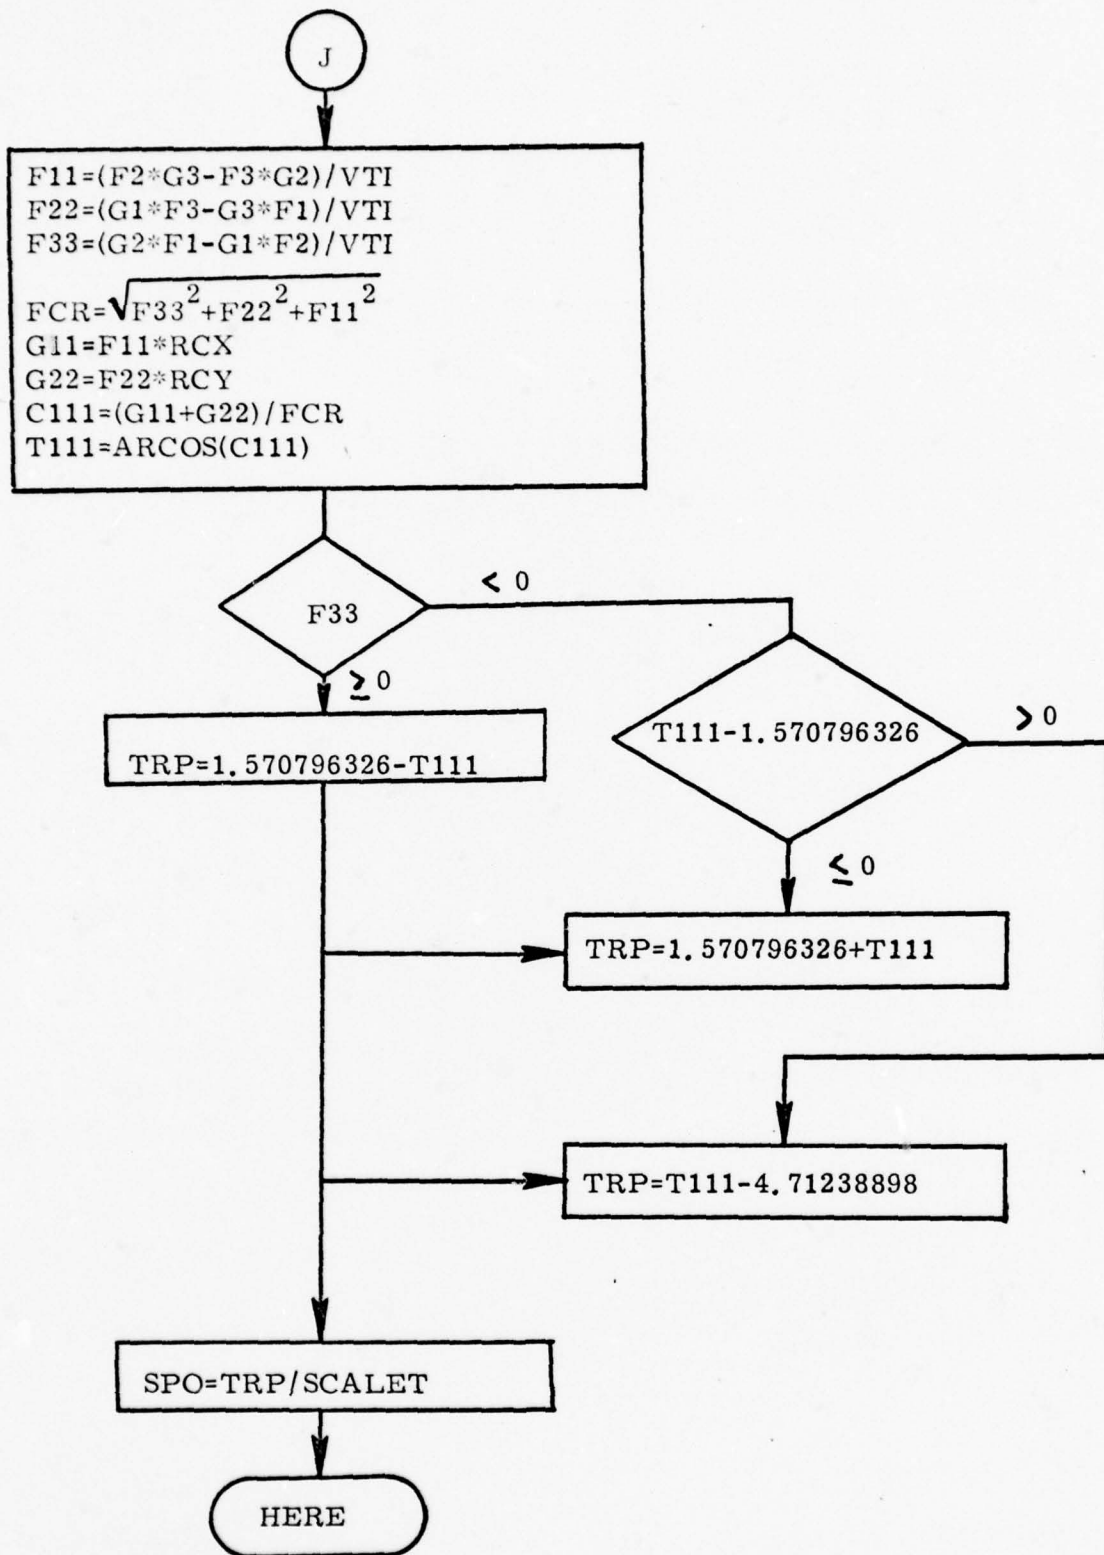 J
F11=(F2*G3-F3*G2)/VTI
F22=(G1*F3-G3*F1)/VTI
F33=(G2*F1-G1*F2)/VTI
FCR=√F33²+F22²+F11²
G11=F11*RCX
G22=F22*RCY
C111=(G11+G22)/FCR
T111=ARCOS(C111)
< 0
F33
≥ 0
T111-1.570796326
> 0
TRP=1.570796326-T111
≤ 0
TRP=1.570796326+T111
TRP=T111-4.71238898
SPO=TRP/SCALET
HERE